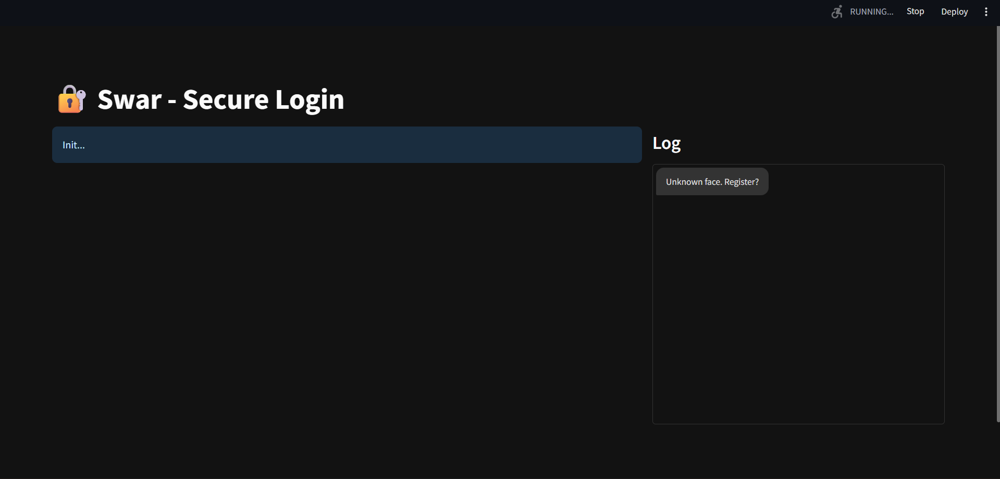 RUNNING... Stop Deploy
Swar - Secure Login
Init...
Log
Unknown face. Register?